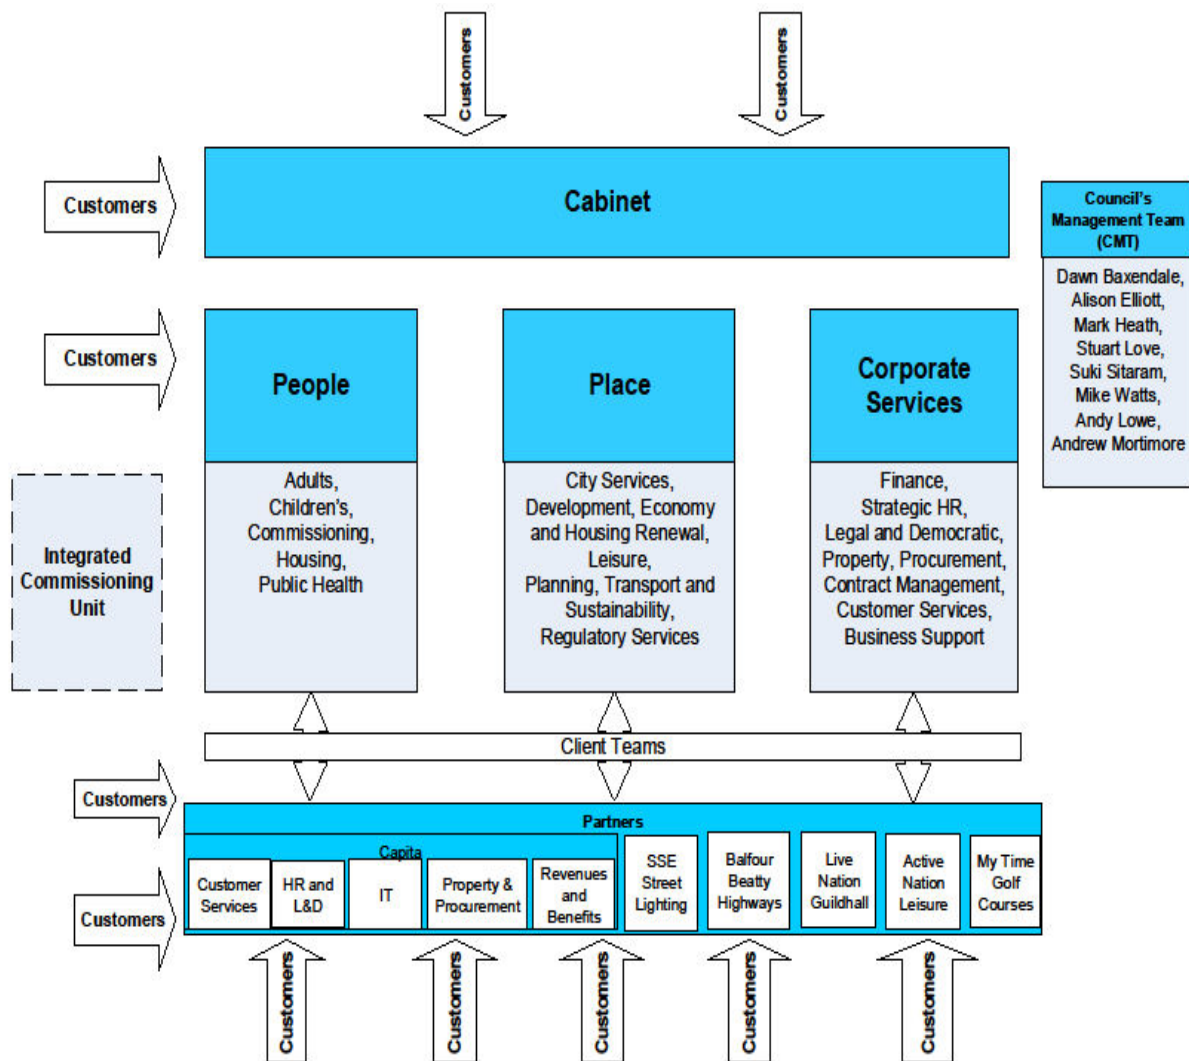 Customers
Customers
Customers
Cabinet
Council's
Management Team
(CMT)
Dawn Baxendale,
Alison Elliott,
Mark Heath,
Stuart Love,
Suki Sitaram,
Mike Watts,
Andy Lowe,
Andrew Mortimore
Customers
People
Place
Corporate
Services
Integrated
Commissioning
Unit
Adults,
Children's,
Commissioning,
Housing,
Public Health
City Services,
Development, Economy
and Housing Renewal,
Leisure,
Planning, Transport and
Sustainability,
Regulatory Services
Finance,
Strategic HR,
Legal and Democratic,
Property, Procurement,
Contract Management,
Customer Services,
Business Support
Client Teams
Customers
Partners
Capita
Customers
Customer
Services
HR and
L&D
IT
Property &
Procurement
Revenues
and
Benefits
SSE
Street
Lighting
Balfour
Beatty
Highways
Live
Nation
Guildhall
Active
Nation
Leisure
My Time
Golf
Courses
Customers
Customers
Customers
Customers
Customers